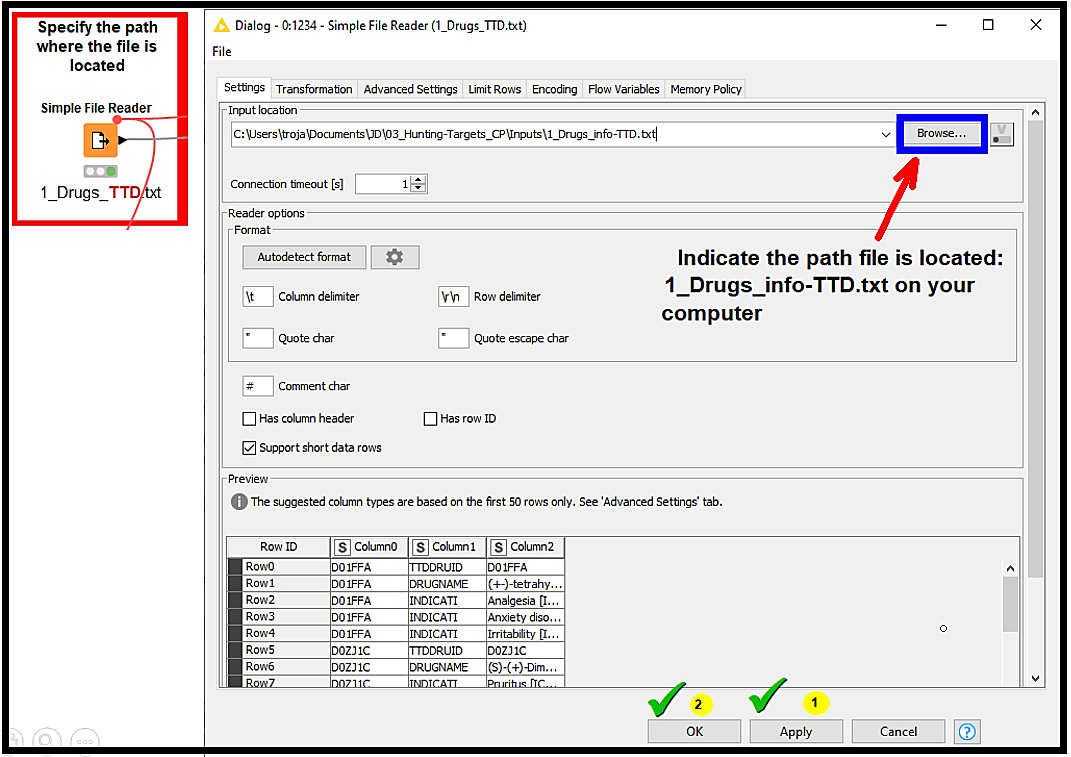 Specify the path
where the file is
located
Simple File Reader
1_Drugs_TTD.txt
Dialog - 0:1234 - Simple File Reader (1_Drugs_TTD.txt)
File
Settings Transformation Advanced Settings Limit Rows Encoding Flow Variables Memory Policy
Input location
C:\Users\troja\Documents\JD\03_Hunting-Targets_CP\Inputs\1_Drugs_info-TTD.txt Browse... V
Connection timeout [s] 1
Reader options
Format
Autodetect format
\t Column delimiter \r\n Row delimiter
" Quote char " Quote escape char
Indicate the path file is located:
1_Drugs_info-TTD.txt on your
computer
# Comment char
Has column header Has row ID
Support short data rows
Preview
i The suggested column types are based on the first 50 rows only. See 'Advanced Settings' tab.
Row ID S Column0 S Column1 S Column2
Row0 D01FFA TTDDRUID D01FFA
Row1 D01FFA DRUGNAME (+-)-tetrahy...
Row2 D01FFA INDICATI Analgesia [I...
Row3 D01FFA INDICATI Anxiety diso...
Row4 D01FFA INDICATI Irritability [I...
Row5 D0ZJ1C TTDDRUID D0ZJ1C
Row6 D0ZJ1C DRUGNAME (S)-(+)-Dim...
Row7 D0ZJ1C INDICATI Pruritus [IC...
2 1
OK Apply Cancel ?